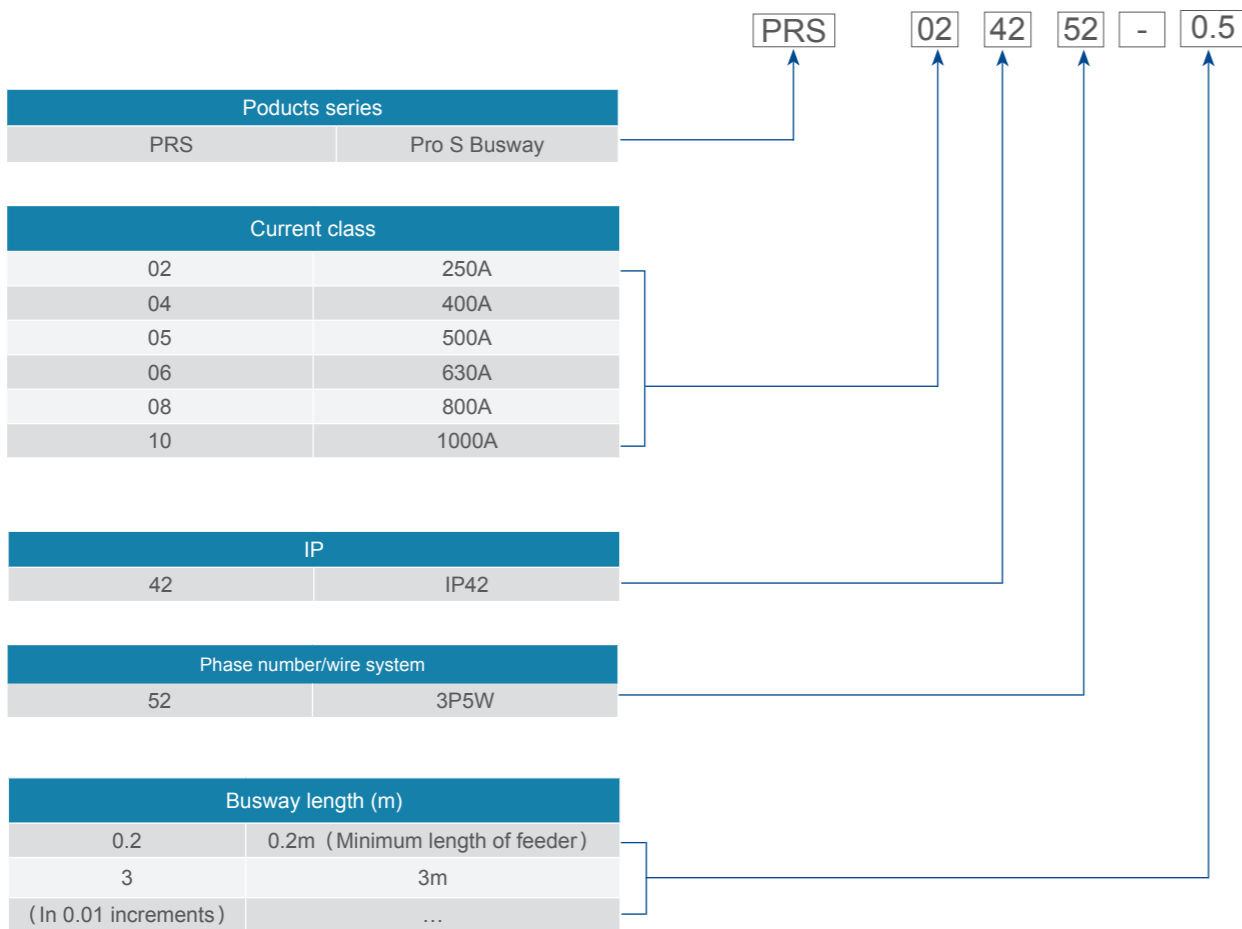 PRS 02 42 52 - 0.5
Poducts series
PRS Pro S Busway
Current class
02 250A
04 400A
05 500A
06 630A
08 800A
10 1000A
IP
42 IP42
Phase number/wire system
52 3P5W
Busway length (m)
0.2 0.2m（Minimum length of feeder）
3 3m
（In 0.01 increments） …